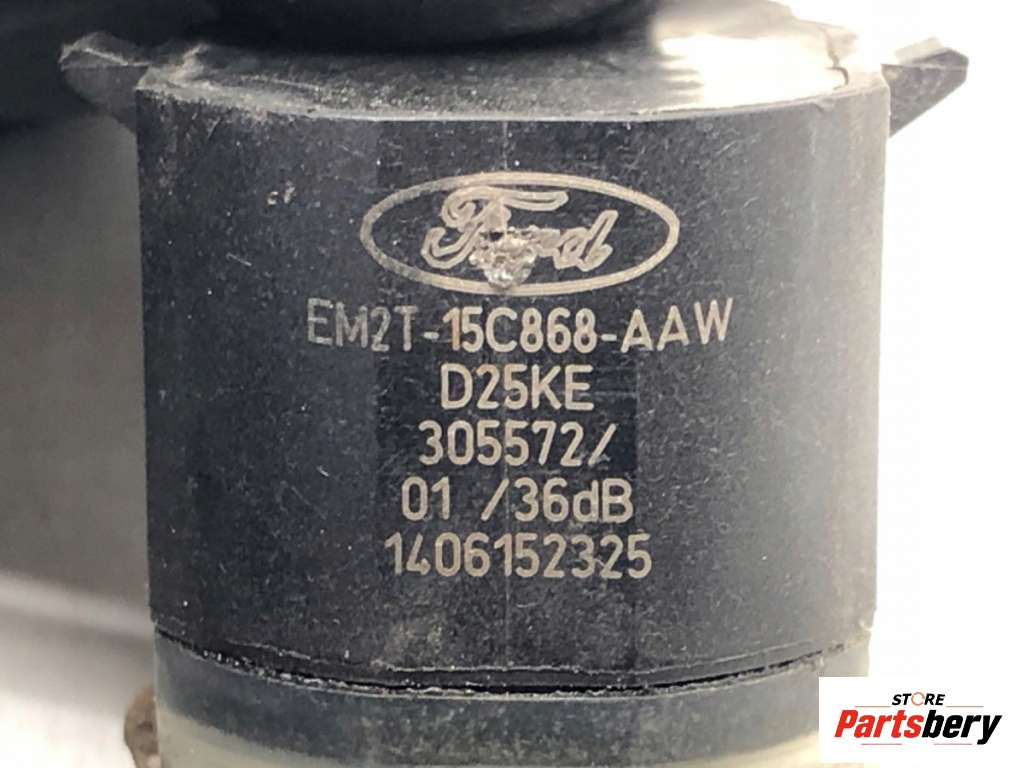 Ford
EM2T-15C868-AAW
D25KE
305572/
01 /36dB
1406152325
STORE
Partsbery